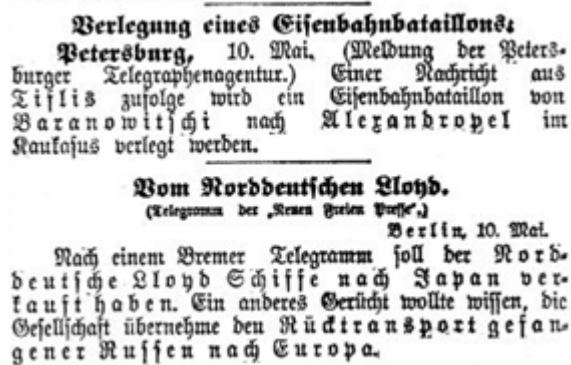 Verlegung eines Eisenbahnbataillons.
Petersburg, 10. Mai. (Meldung der Peters-
burger Telegraphenagentur.) Einer Nachricht aus
Tiflis zufolge wird ein Eisenbahnbataillon von
Baranowitschi nach Alexandropel im
Kaukasus verlegt werden.
Vom Norddeutschen Lloyd.
(Telegramm der „Neuen Freien Presse“.)
Berlin, 10. Mai.
Nach einem Bremer Telegramm soll der Nord-
deutsche Lloyd Schiffe nach Japan ver-
kauft haben. Ein anderes Gerücht wollte wissen, die
Gesellschaft übernehme den Rücktransport gefan-
gener Russen nach Europa.